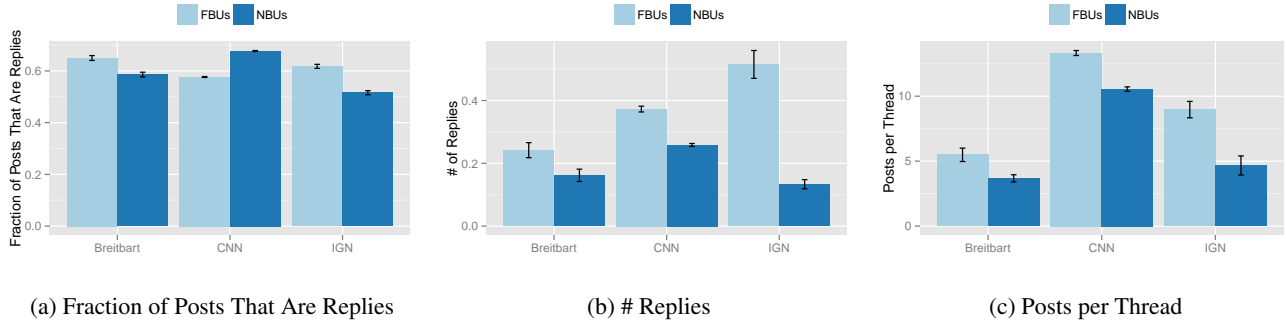 FBUs NBUs
Fraction of Posts That Are Replies
0.6
0.4
0.2
0.0
Breitbart CNN IGN
(a) Fraction of Posts That Are Replies
FBUs NBUs
# of Replies
0.4
0.2
0.0
Breitbart CNN IGN
(b) # Replies
FBUs NBUs
Posts per Thread
10
5
0
Breitbart CNN IGN
(c) Posts per Thread